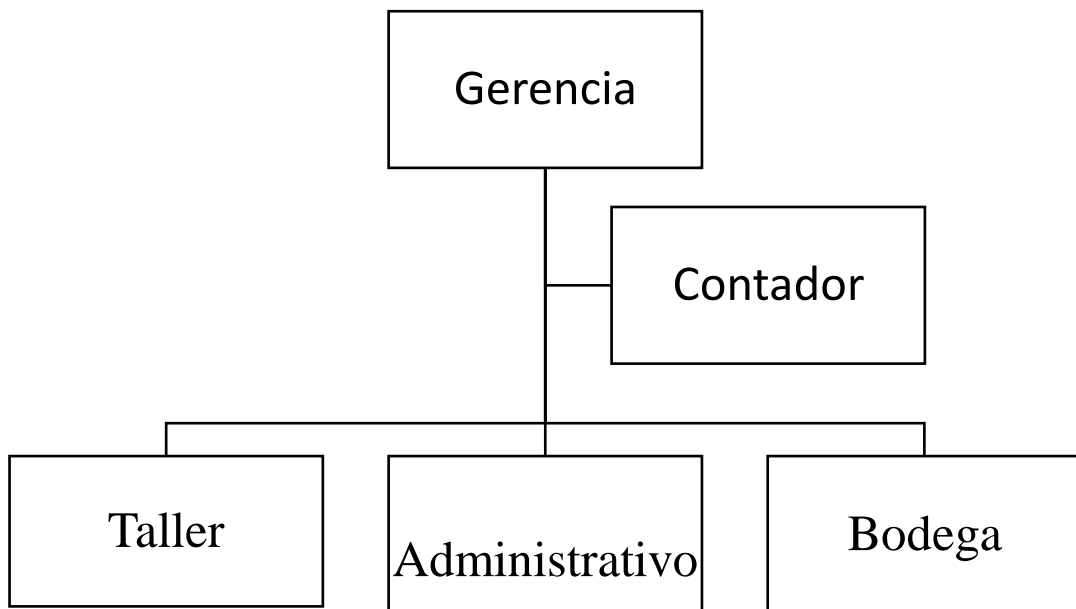 Gerencia
Contador
Taller
Administrativo
Bodega